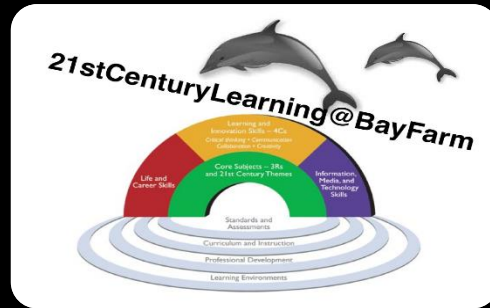 21stCenturyLearning@BayFarm
Learning and
Innovation Skills – 4Cs
Critical thinking • Communication
Collaboration • Creativity
Life and
Career Skills
Core Subjects – 3Rs
and 21st Century Themes
Information,
Media, and
Technology
Skills
Standards and
Assessments
Curriculum and Instruction
Professional Development
Learning Environments